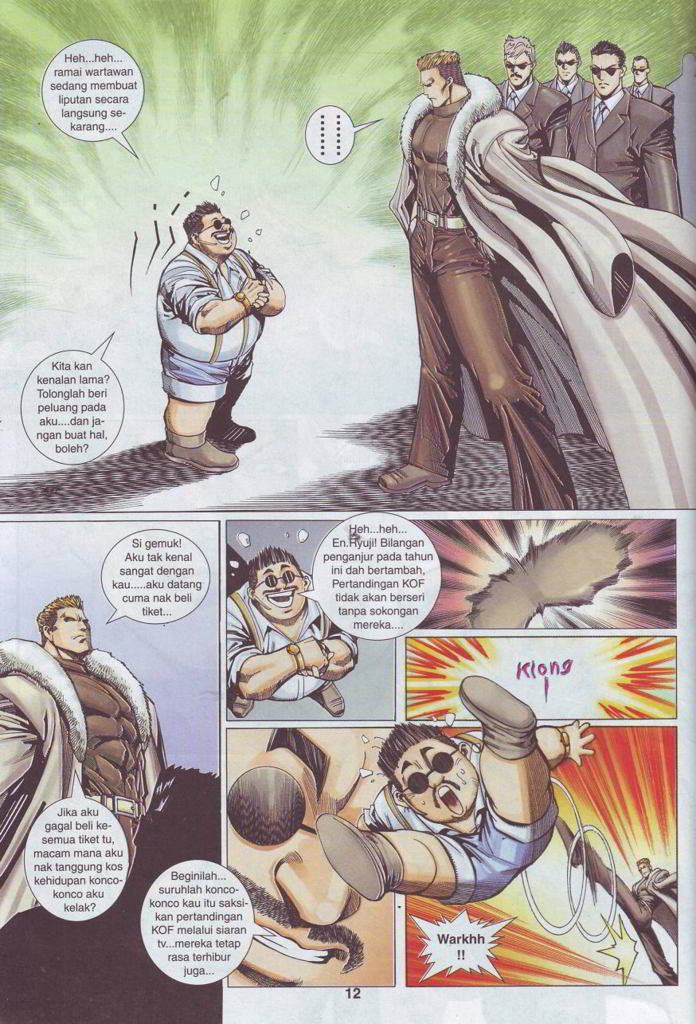 Heh...heh...
ramai wartawan
sedang membuat
liputan secara
langsung se-
karang....
Kita kan
kenalan lama?
Tolonglah beri
peluang pada
aku....dan ja-
ngan buat hal,
boleh?
Si gemuk!
Aku tak kenal
sangat dengan
kau.....aku datang
cuma nak beli
tiket...
Jika aku
gagal beli ke-
semua tiket tu,
macam mana aku
nak tanggung kos
kehidupan konco-
konco aku
kelak?
Heh...heh...
En.Ryuji! Bilangan
penganjur pada tahun
ini dah bertambah,
Pertandingan KOF
tidak akan berseri
tanpa sokongan
mereka....
Klong
!
Beginilah...
suruhlah konco-
konco kau itu saksi-
kan pertandingan
KOF melalui siaran
tv...mereka tetap
rasa terhibur
juga...
Warkhh
!!
12